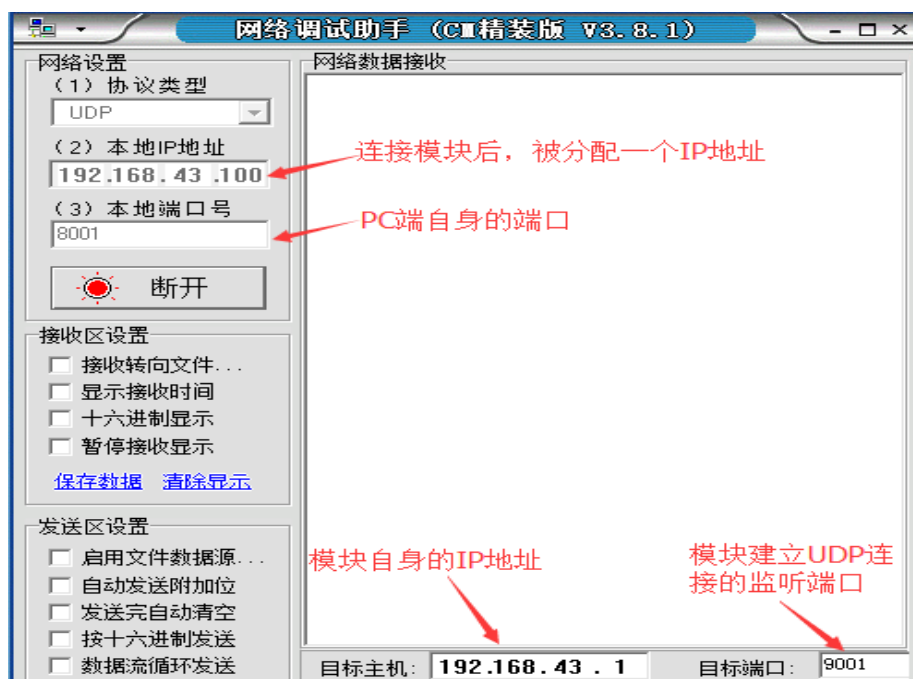 网络调试助手 (CM精装版 V3.8.1)
网络设置
(1) 协议类型
UDP
(2) 本地IP地址
192.168. 43 .100
(3) 本地端口号
8001
断开
接收区设置
接收转向文件...
显示接收时间
十六进制显示
暂停接收显示
保存数据 清除显示
发送区设置
启用文件数据源...
自动发送附加位
发送完自动清空
按十六进制发送
数据流循环发送
网络数据接收
连接模块后，被分配一个IP地址
PC端自身的端口
模块自身的IP地址
模块建立UDP连
接的监听端口
目标主机: 192.168. 43 . 1 目标端口: 9001